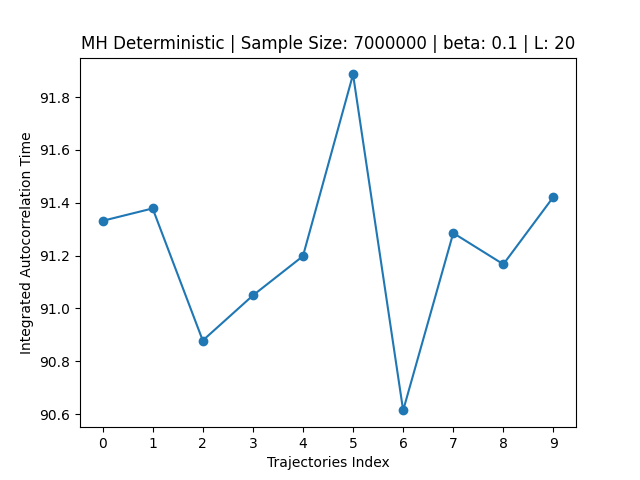 MH Deterministic | Sample Size: 7000000 | beta: 0.1 | L: 20
Integrated Autocorrelation Time
91.8
91.6
91.4
91.2
91.0
90.8
90.6
0 1 2 3 4 5 6 7 8 9
Trajectories Index